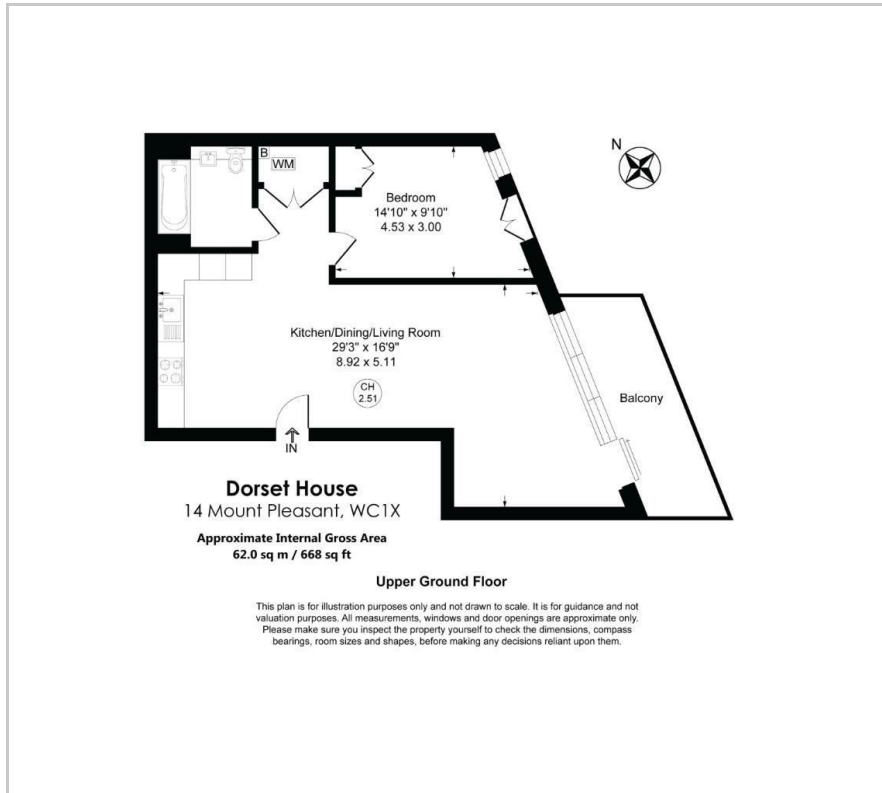 N
B
WM
Bedroom
14'10" x 9'10"
4.53 x 3.00
Kitchen/Dining/Living Room
29'3" x 16'9"
8.92 x 5.11
CH
2.51
Balcony
IN
Dorset House
14 Mount Pleasant, WC1X
Approximate Internal Gross Area
62.0 sq m / 668 sq ft
Upper Ground Floor
This plan is for illustration purposes only and not drawn to scale. It is for guidance and not
valuation purposes. All measurements, windows and door openings are approximate only.
Please make sure you inspect the property yourself to check the dimensions, compass
bearings, room sizes and shapes, before making any decisions reliant upon them.